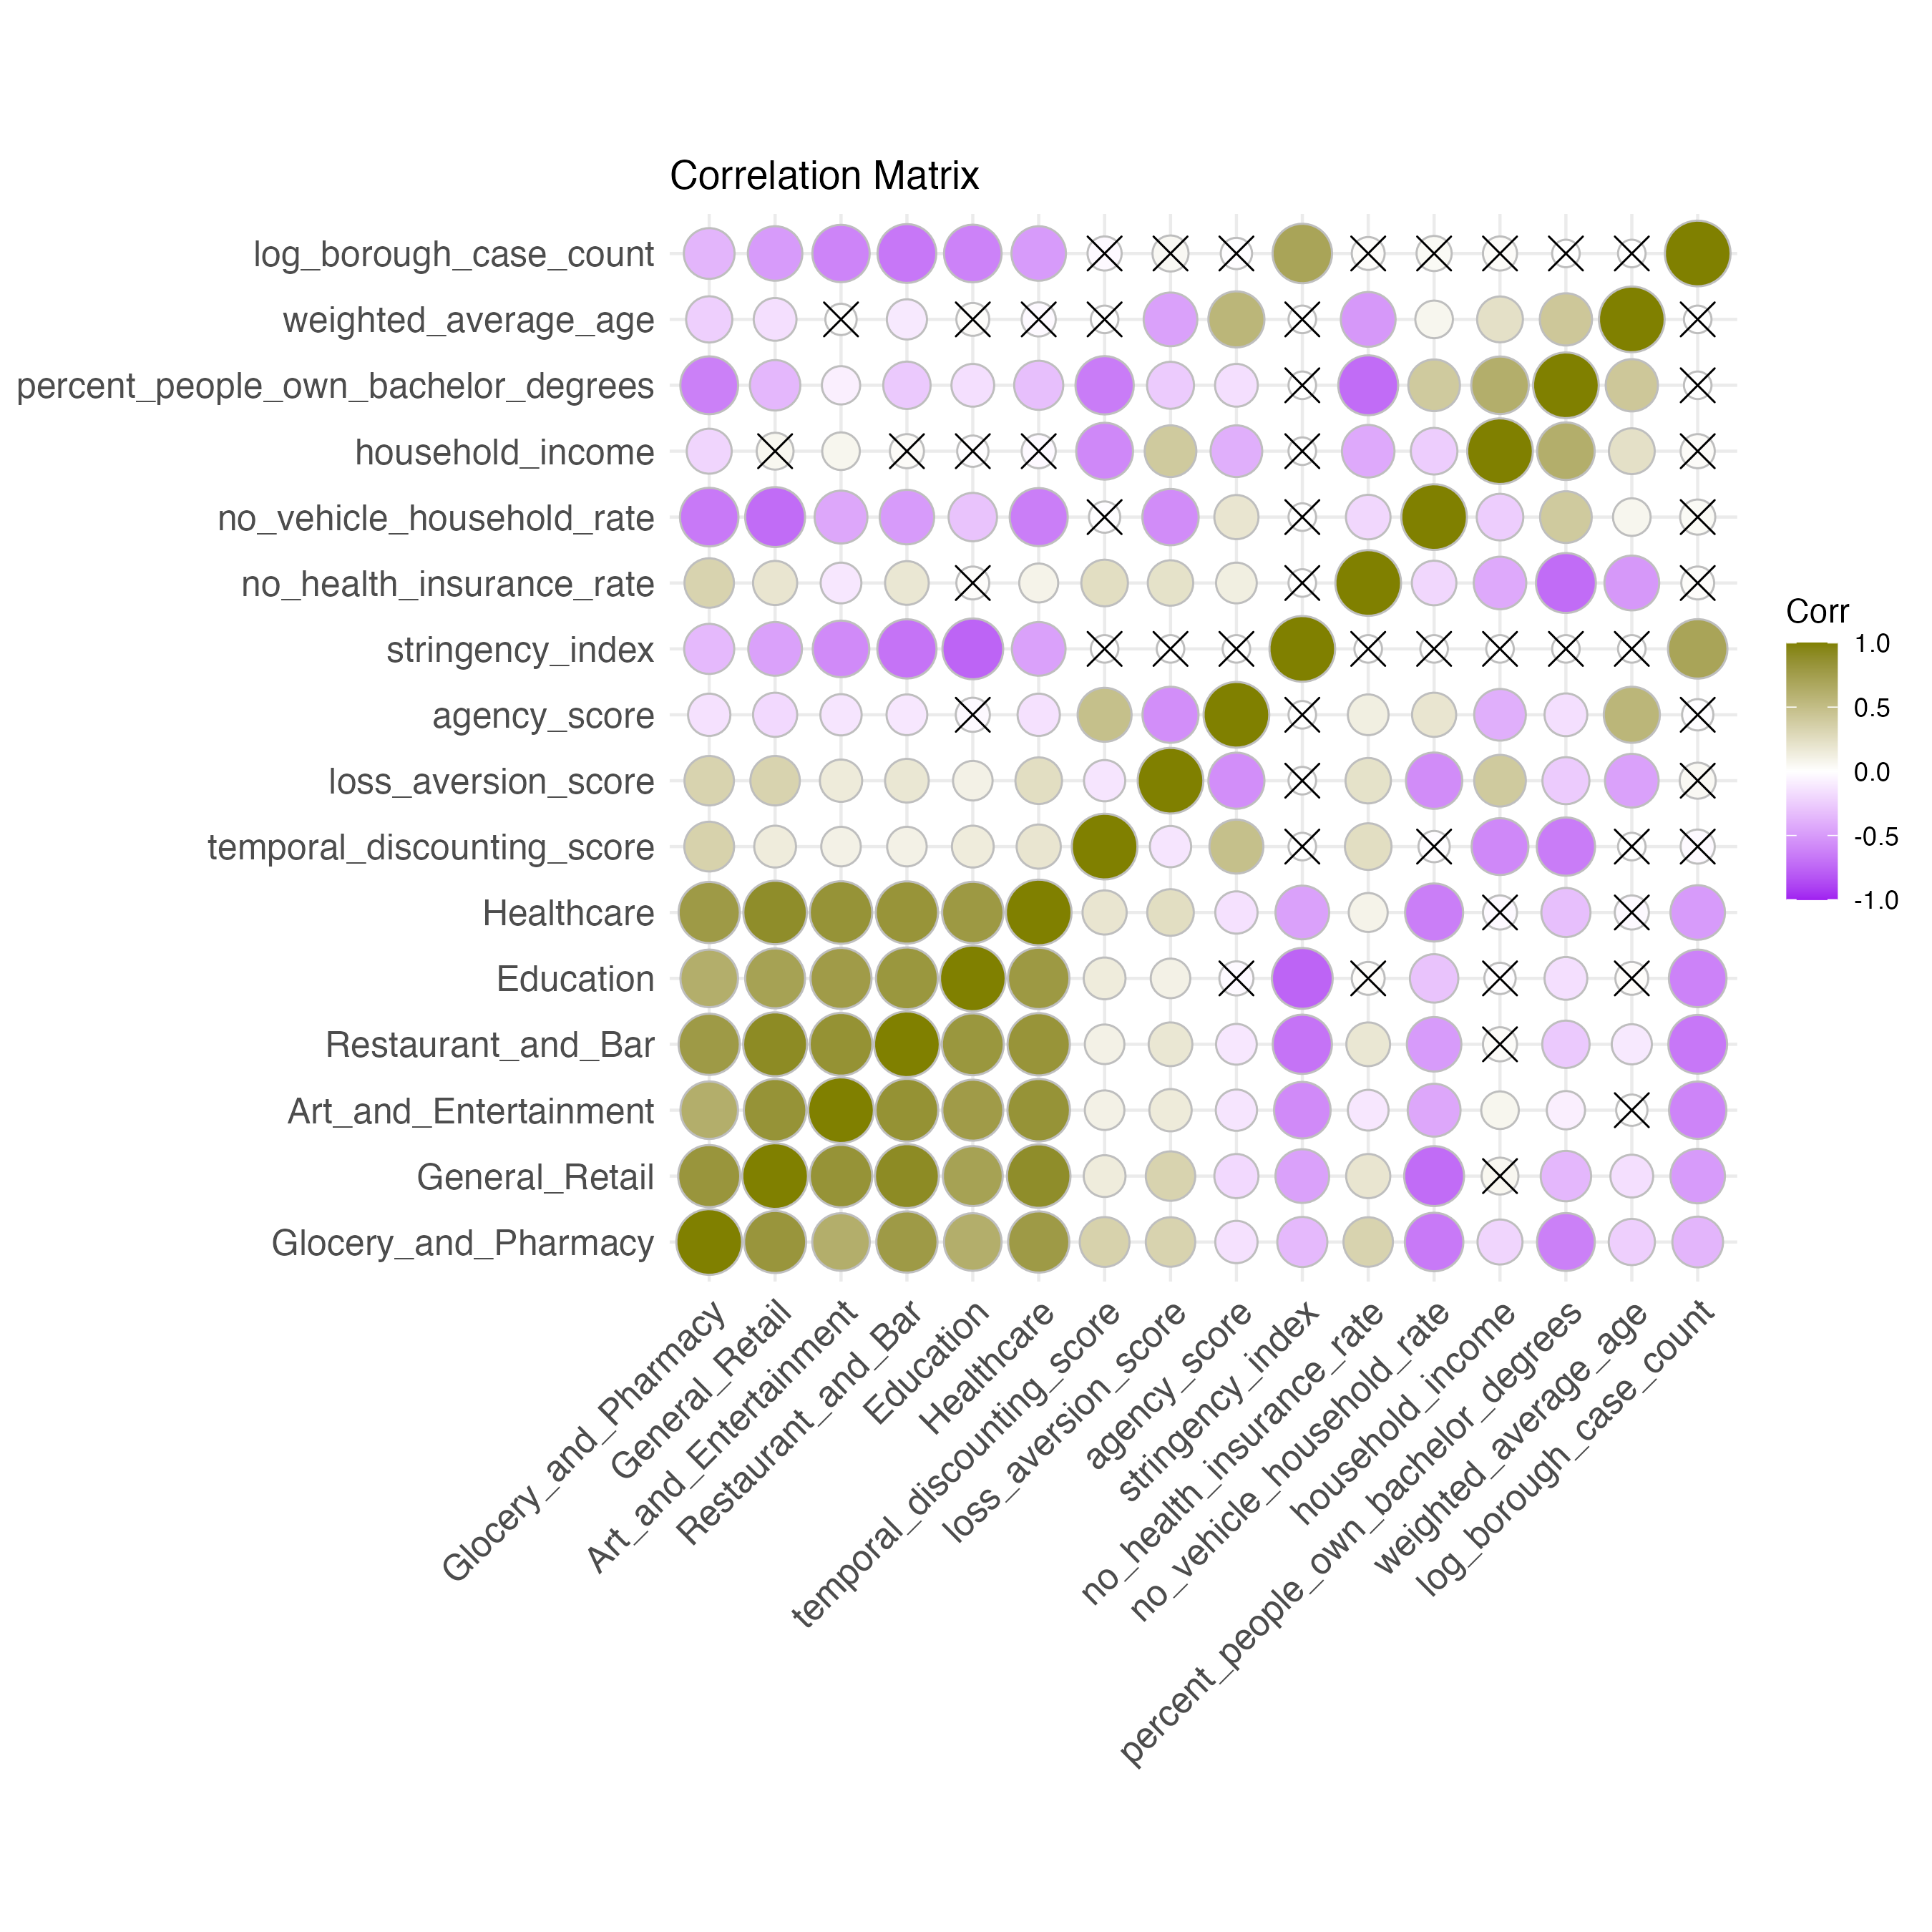 Correlation Matrix
log_borough_case_count
weighted_average_age
percent_people_own_bachelor_degrees
household_income
no_vehicle_household_rate
no_health_insurance_rate
stringency_index
agency_score
loss_aversion_score
temporal_discounting_score
Healthcare
Education
Restaurant_and_Bar
Art_and_Entertainment
General_Retail
Glocery_and_Pharmacy
Glocery_and_Pharmacy
General_Retail
Art_and_Entertainment
Restaurant_and_Bar
Education
Healthcare
temporal_discounting_score
loss_aversion_score
agency_score
stringency_index
no_health_insurance_rate
no_vehicle_household_rate
household_income
percent_people_own_bachelor_degrees
weighted_average_age
log_borough_case_count
Corr
1.0
0.5
0.0
-0.5
-1.0